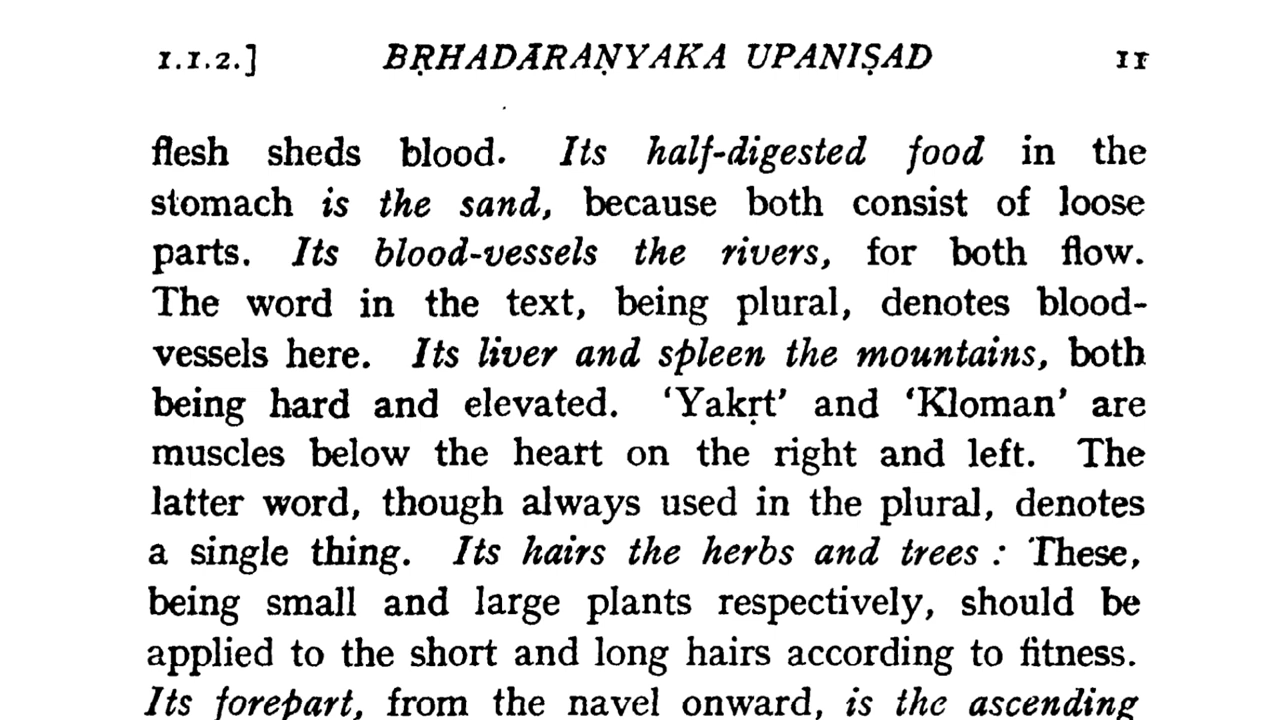 1.1.2.] BṚHADĀRAṆYAKA UPANIṢAD 11
flesh sheds blood. Its half-digested food in the
stomach is the sand, because both consist of loose
parts. Its blood-vessels the rivers, for both flow.
The word in the text, being plural, denotes blood-
vessels here. Its liver and spleen the mountains, both
being hard and elevated. ‘Yakṛt’ and ‘Kloman’ are
muscles below the heart on the right and left. The
latter word, though always used in the plural, denotes
a single thing. Its hairs the herbs and trees : These,
being small and large plants respectively, should be
applied to the short and long hairs according to fitness.
Its forepart, from the navel onward, is the ascending